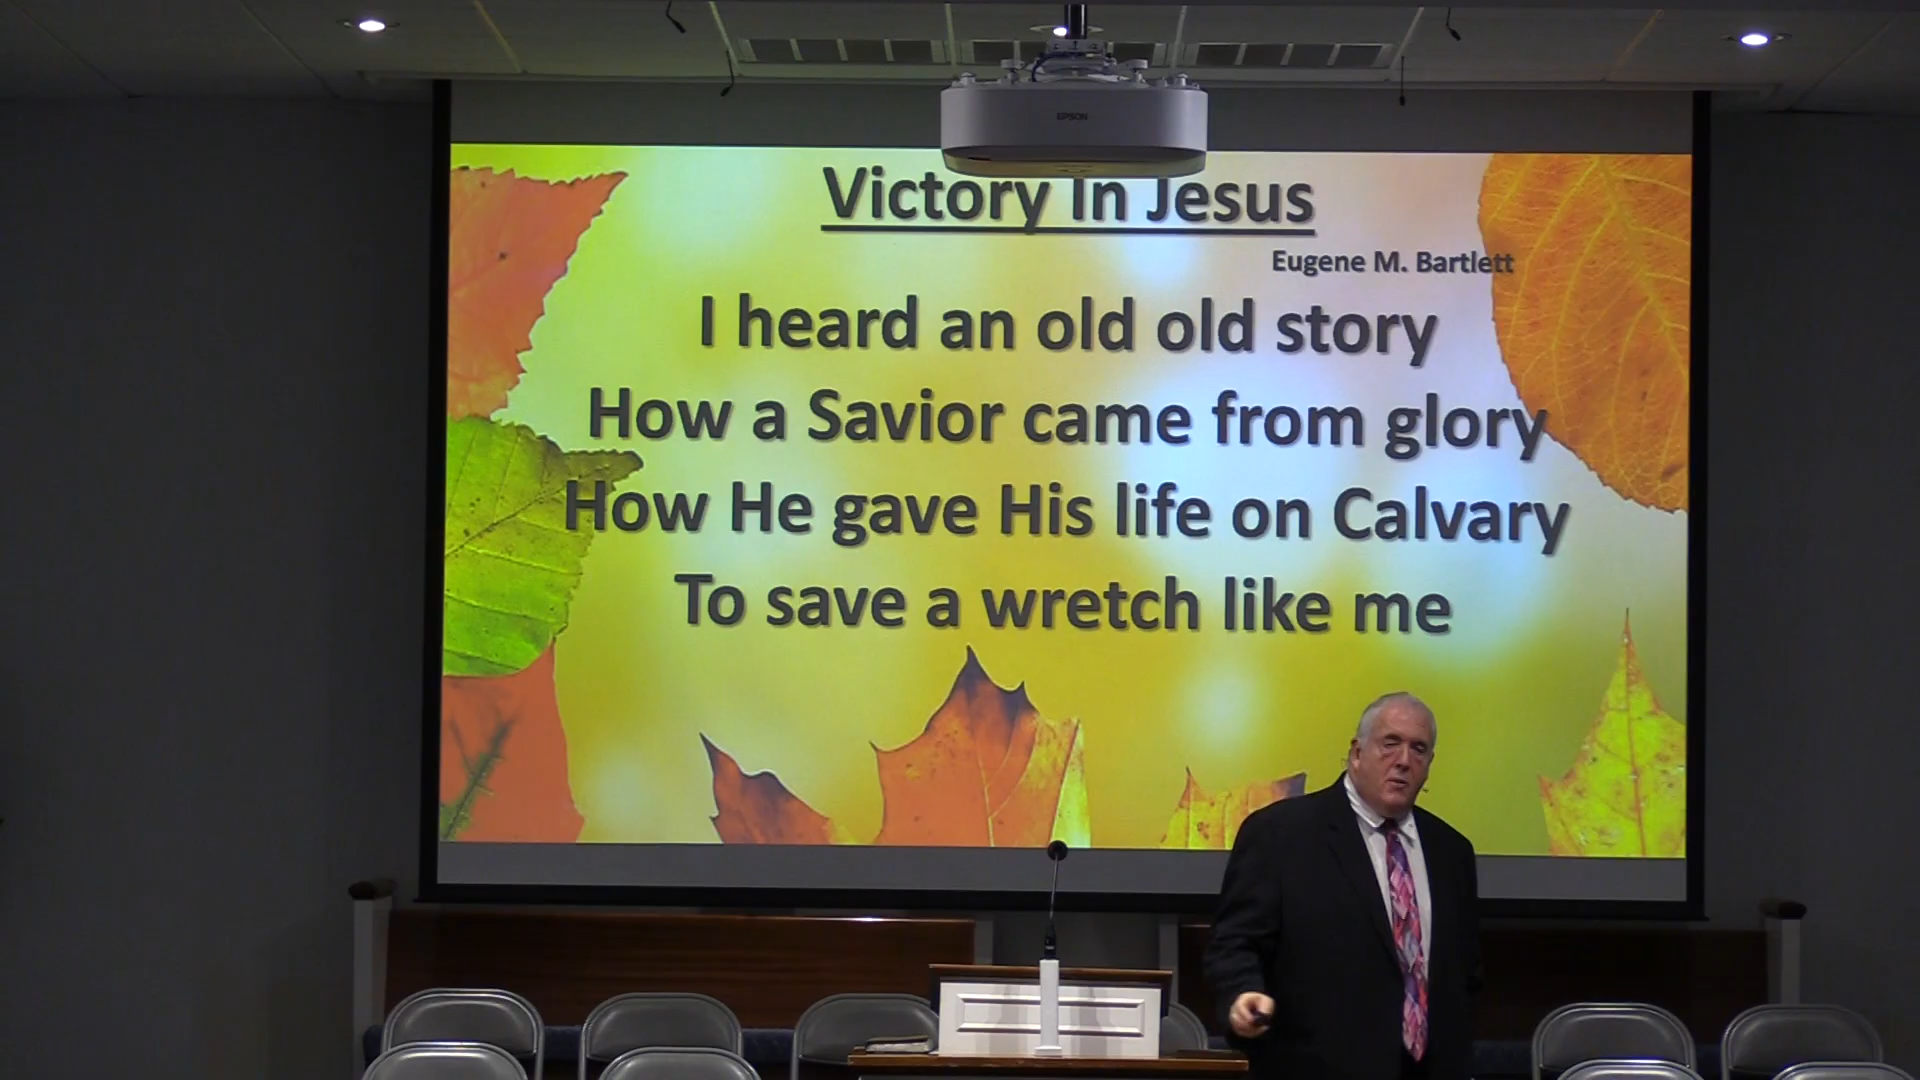 EPSON
Victory In Jesus
Eugene M. Bartlett
I heard an old old story
How a Savior came from glory
How He gave His life on Calvary
To save a wretch like me